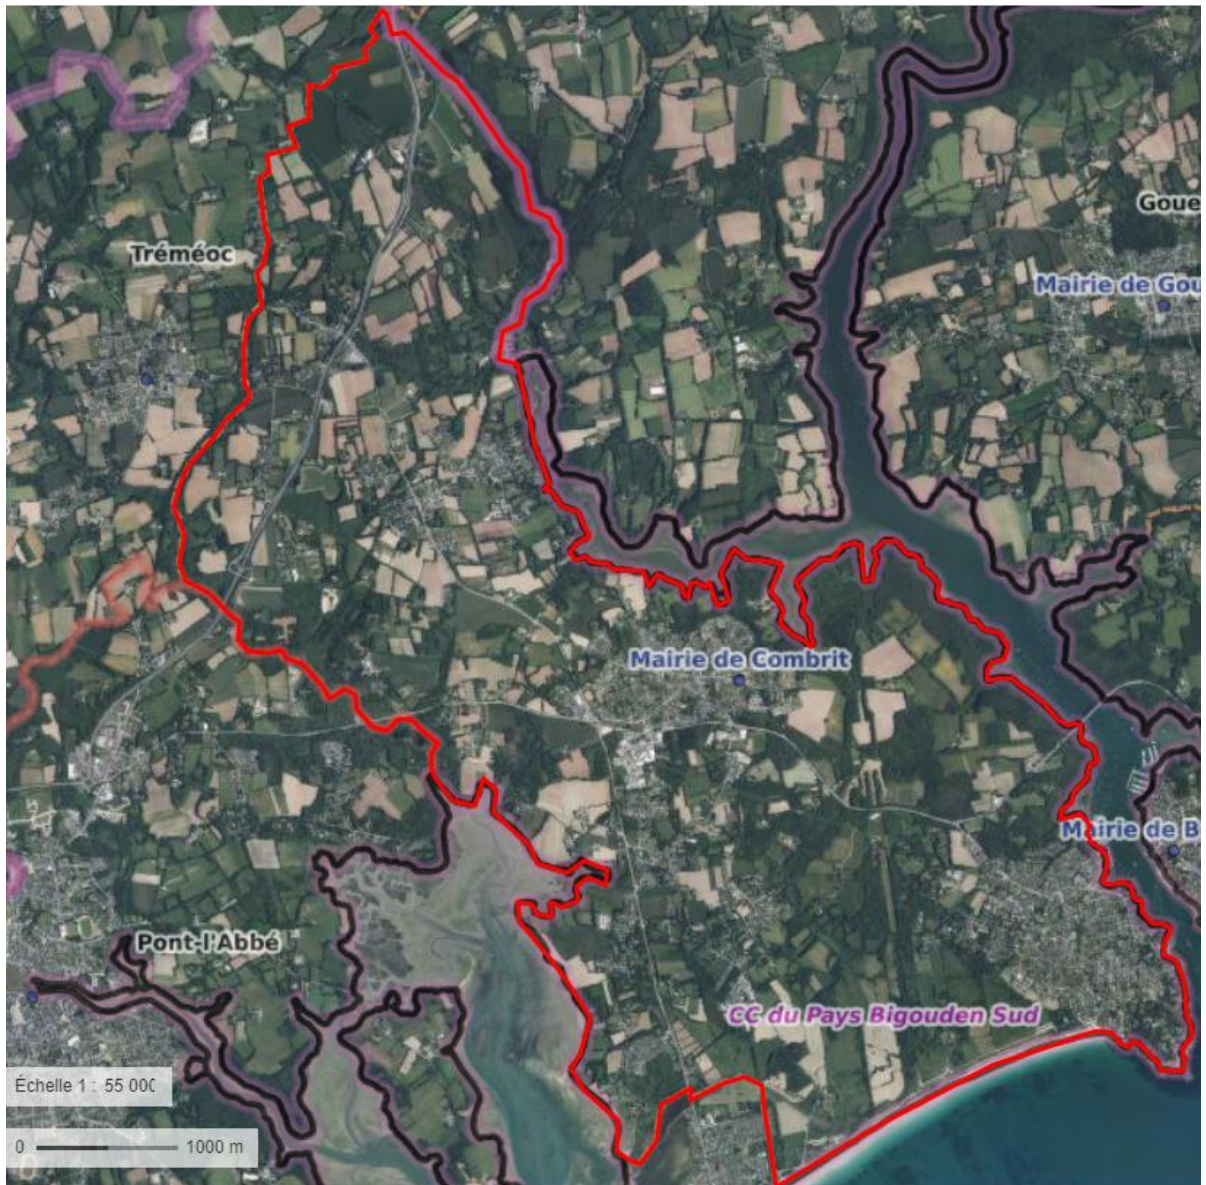 Goue
Tréméoc
Mairie de Gou
Mairie de Combrit
Mairie de B
Pont-l'Abbé
CC du Pays Bigouden Sud
Échelle 1 : 55 000
0 1000 m